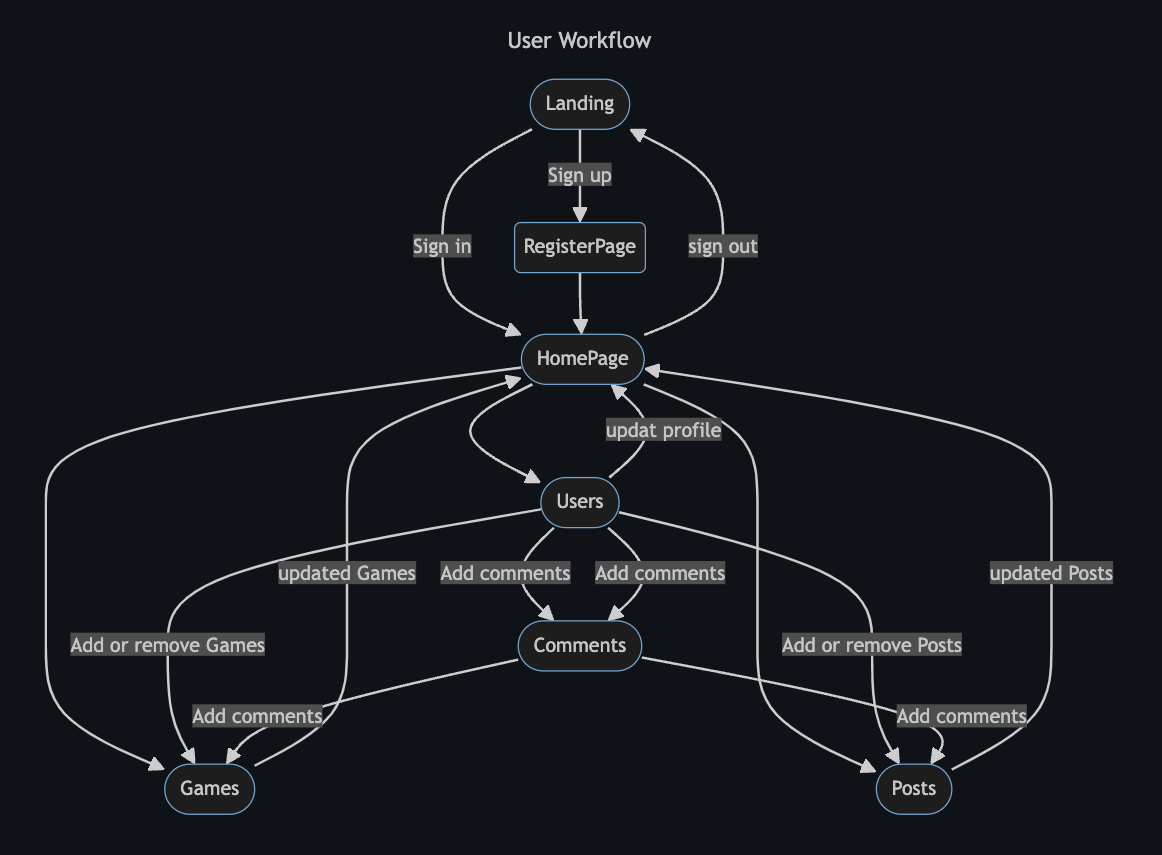 User Workflow
Landing
Sign up
Sign in
RegisterPage
sign out
HomePage
updat profile
Users
updated Games
Add comments
Add comments
updated Posts
Add or remove Games
Comments
Add or remove Posts
Add comments
Add comments
Games
Posts